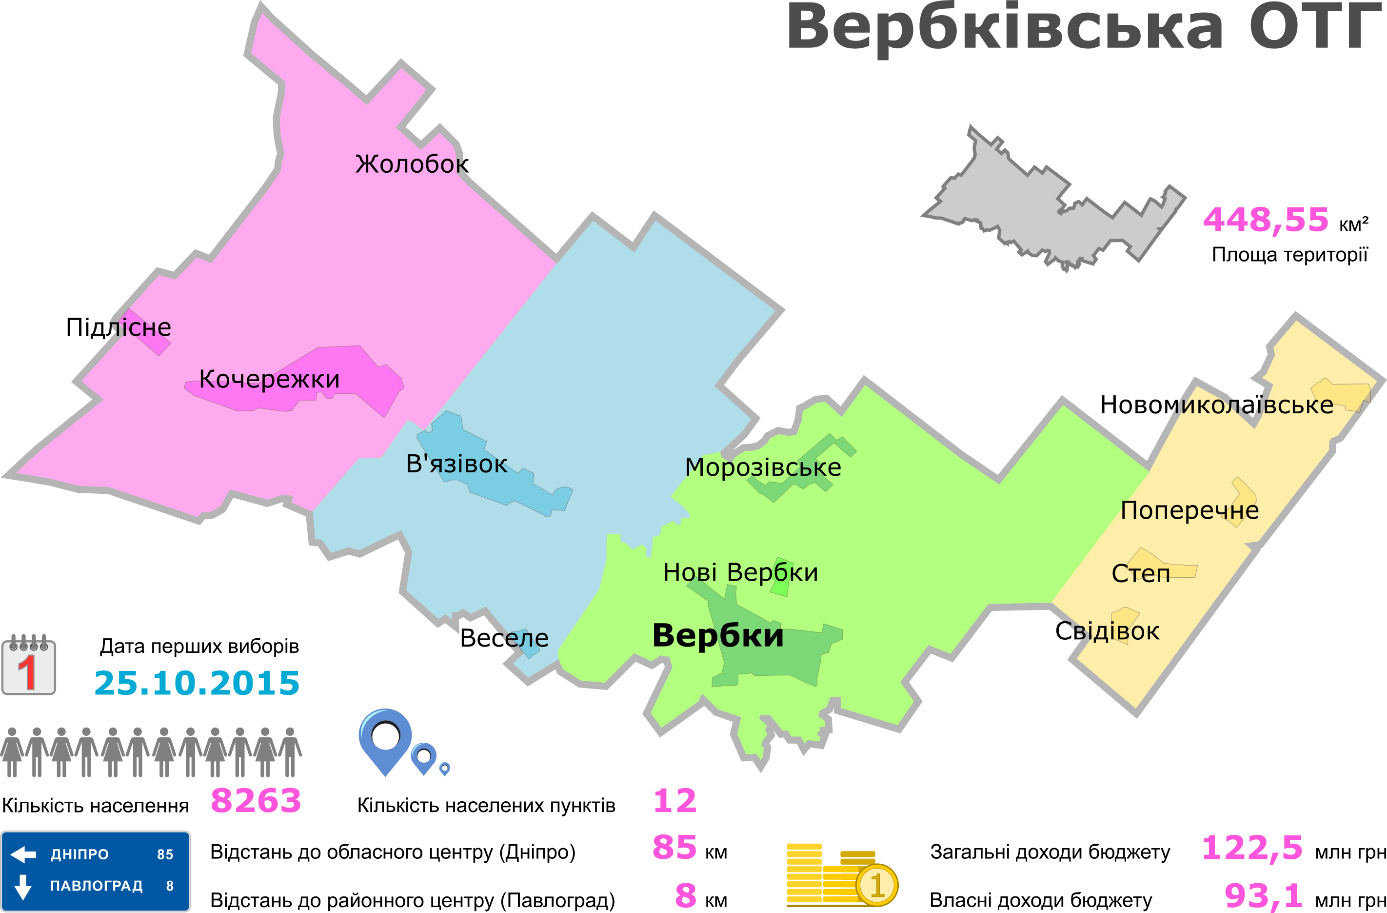 Вербківська ОТГ
Жолобок
448,55 км²
Площа території
Підлісне
Кочережки
Новомиколаївське
В'язівок
Морозівське
Поперечне
Нові Вербки
Степ
Вербки
Свідівок
Веселе
1
Дата перших виборів
25.10.2015
Кількість населення 8263
Кількість населених пунктів 12
ДНІПРО 85
ПАВЛОГРАД 8
Відстань до обласного центру (Дніпро) 85 км
Відстань до районного центру (Павлоград) 8 км
1
Загальні доходи бюджету 122,5 млн грн
Власні доходи бюджету 93,1 млн грн